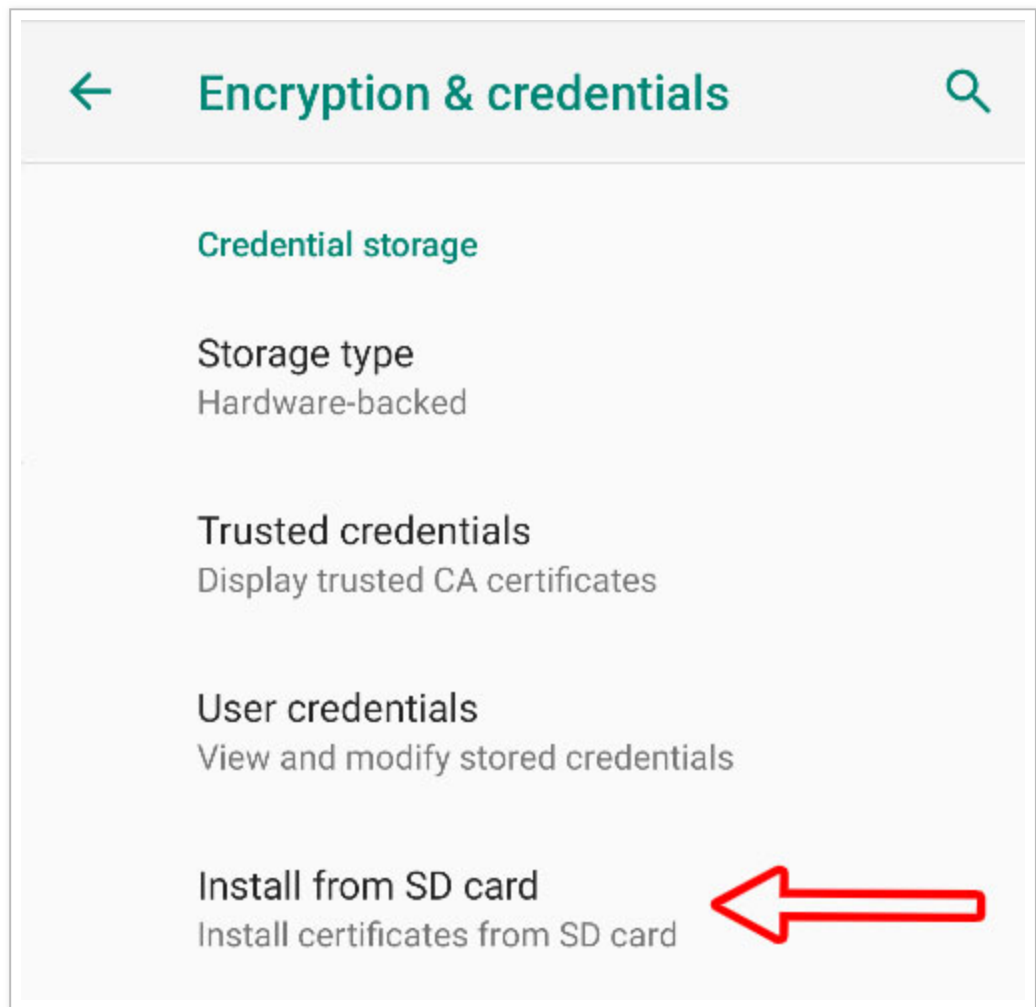 Encryption & credentials
Credential storage
Storage type
Hardware-backed
Trusted credentials
Display trusted CA certificates
User credentials
View and modify stored credentials
Install from SD card
Install certificates from SD card